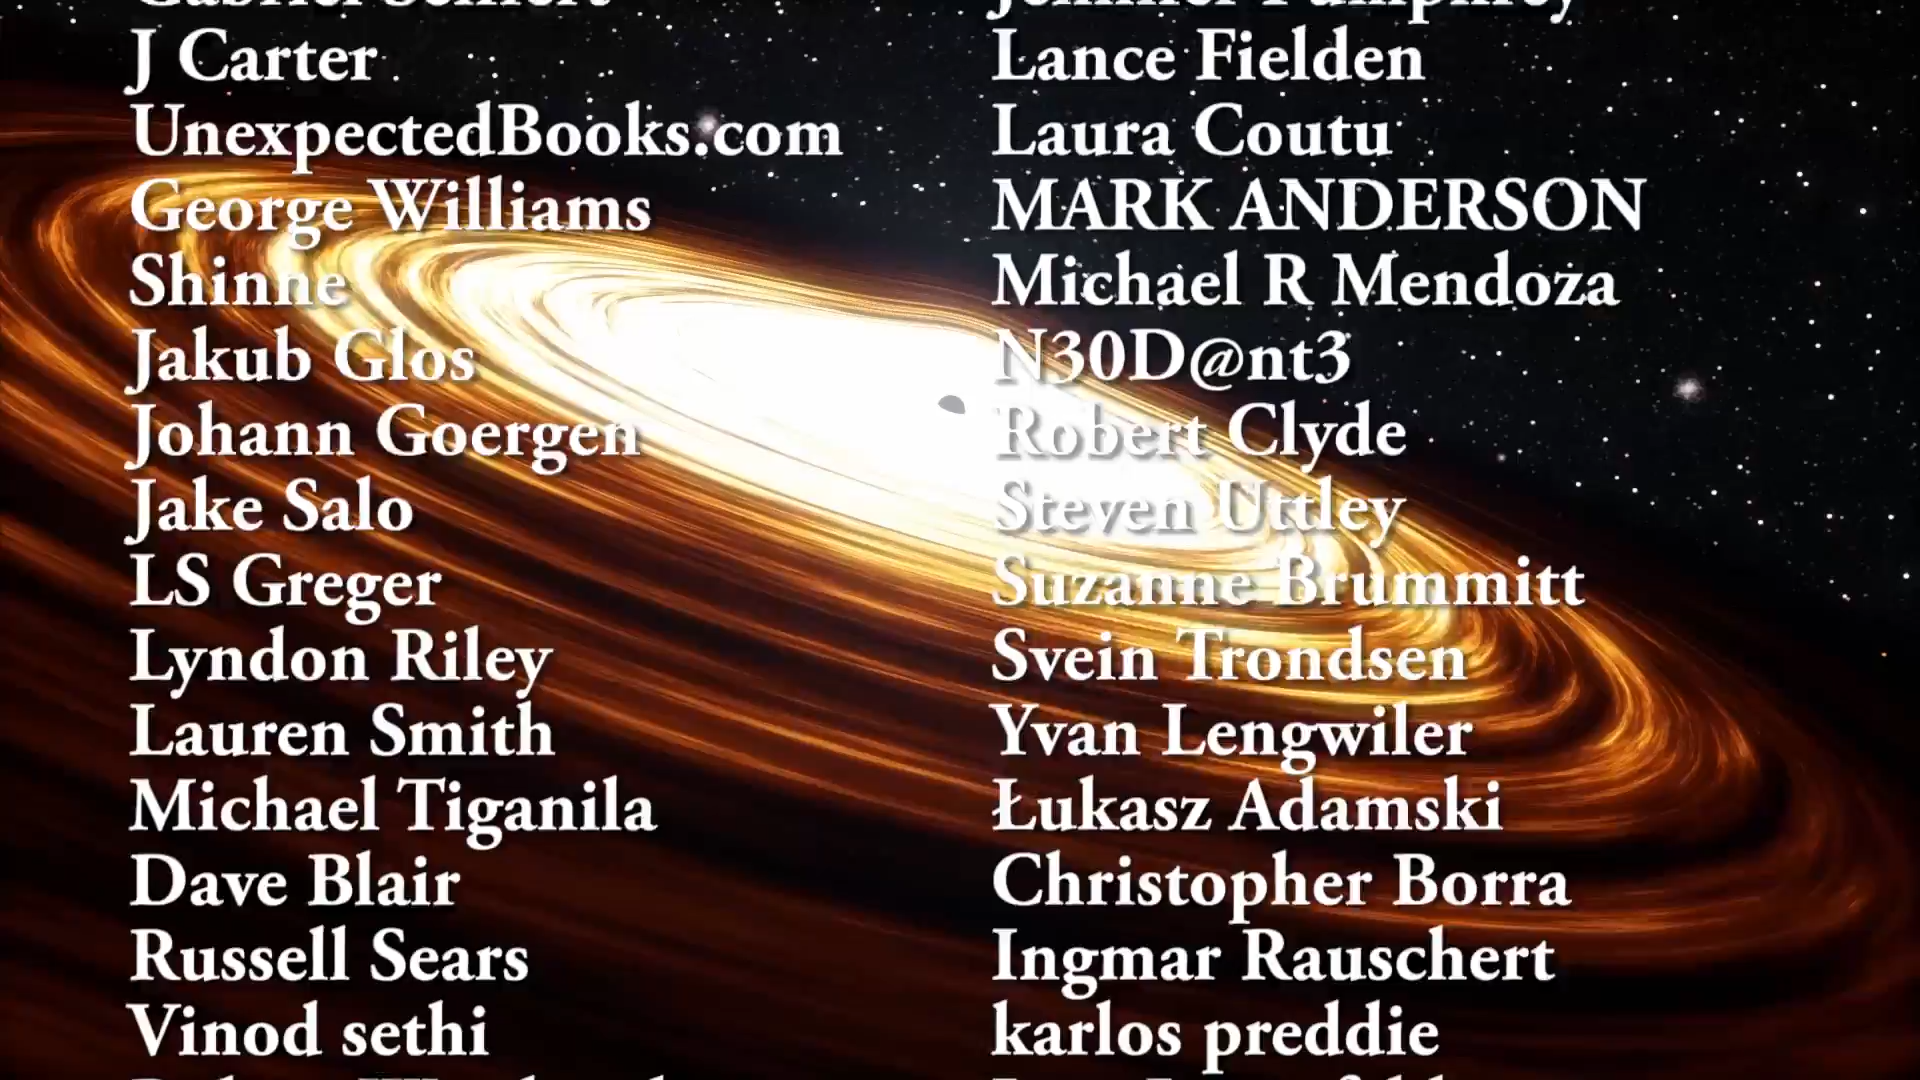 J Carter
UnexpectedBooks.com
George Williams
Shinne
Jakub Glos
Johann Goergen
Jake Salo
LS Greger
Lyndon Riley
Lauren Smith
Michael Tiganila
Dave Blair
Russell Sears
Vinod sethi
Lance Fielden
Laura Coutu
MARK ANDERSON
Michael R Mendoza
N30D@nt3
Robert Clyde
Steven Uttley
Suzanne Brummitt
Svein Trondsen
Yvan Lengwiler
Łukasz Adamski
Christopher Borra
Ingmar Rauschert
karlos preddie